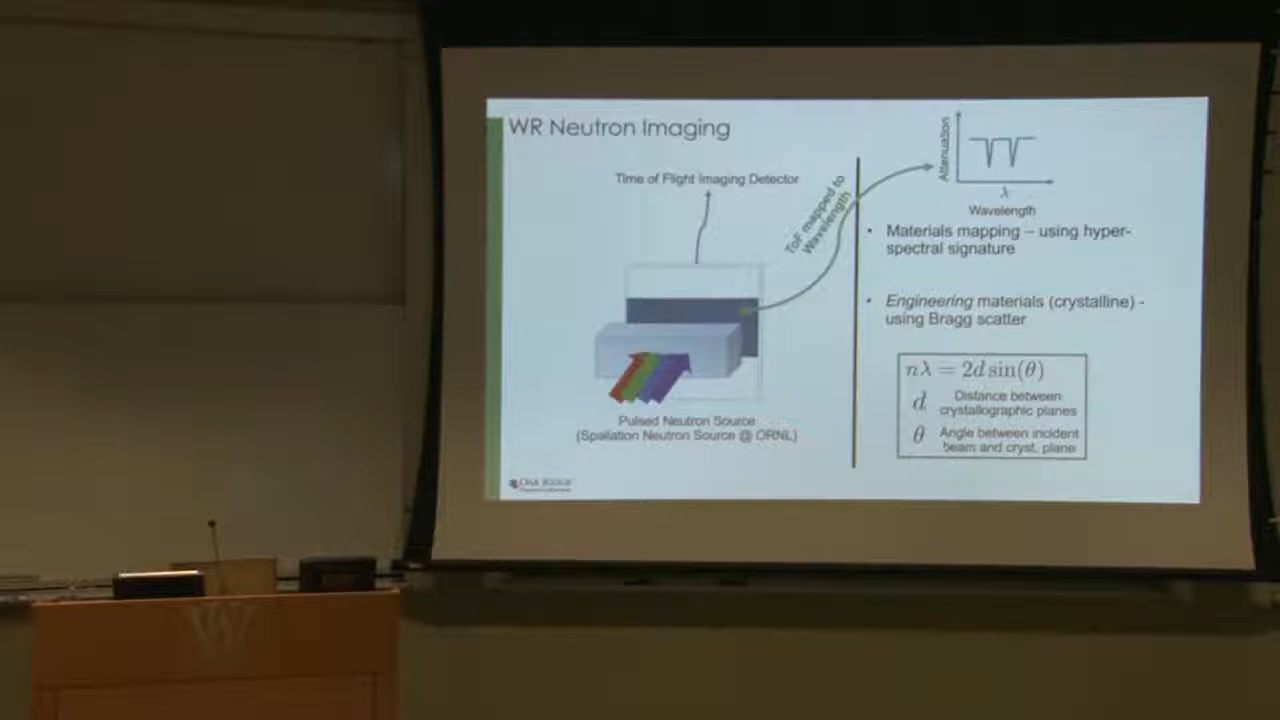 WR Neutron Imaging
Time of Flight Imaging Detector
ToF mapped to
Wavelength
Pulsed Neutron Source
(Spallation Neutron Source @ ORNL)
Attenuation
λ
Wavelength
• Materials mapping – using hyper-
spectral signature
• Engineering materials (crystalline) -
using Bragg scatter
nλ = 2d sin(θ)
d Distance between
crystallographic planes
θ Angle between incident
beam and cryst. plane
OAK RIDGE
W